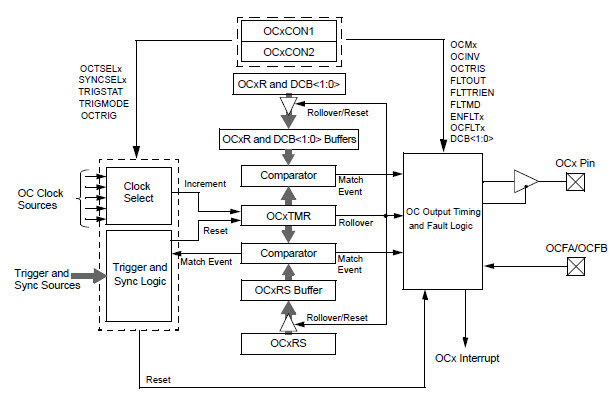 OCxCON1
OCxCON2
OCTSELx
SYNCSELx
TRIGSTAT
TRIGMODE
OCTRIG
OCMx
OCINV
OCTRIS
FLTOUT
FLTTRIEN
FLTMD
ENFLTx
OCFLTx
DCB<1:0>
OCxR and DCB<1:0>
Rollover/Reset
OCxR and DCB<1:0> Buffers
Comparator
Match
Event
OC Clock
Sources
Clock
Select
Increment
OCxTMR
Rollover
Reset
OC Output Timing
and Fault Logic
OCx Pin
OCFA/OCFB
Trigger and
Sync Sources
Trigger and
Sync Logic
Match Event
Comparator
Match
Event
OCxRS Buffer
Rollover/Reset
OCxRS
OCx Interrupt
Reset